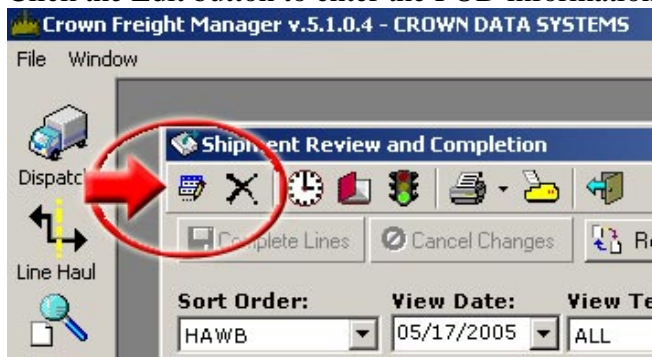 Crown Freight Manager v.5.1.0.4 - CROWN DATA SYSTEMS
File Window
Shipment Review and Completion
Dispatch
Complete Lines Cancel Changes
Line Haul
Sort Order: View Date: View
HAWB 05/17/2005 ALL